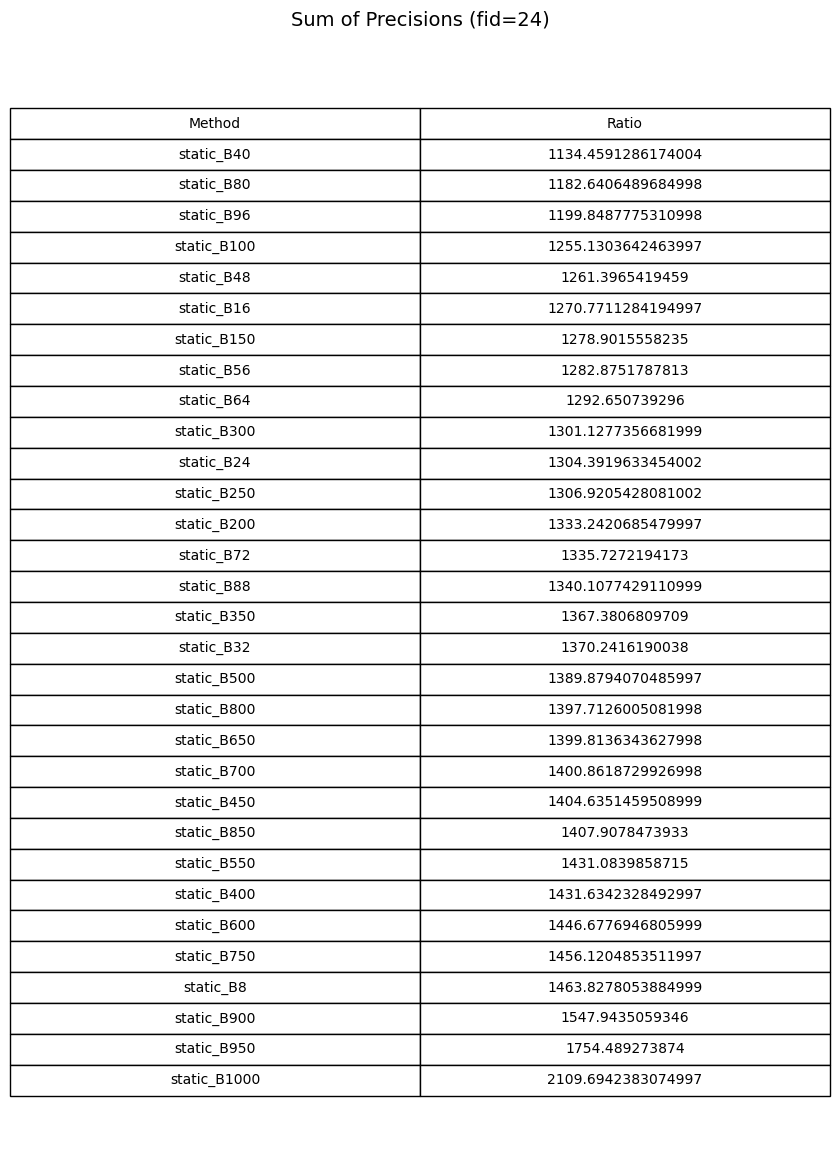 Sum of Precisions (fid=24)
Method Ratio
static_B40 1134.4591286174004
static_B80 1182.6406489684998
static_B96 1199.8487775310998
static_B100 1255.1303642463997
static_B48 1261.3965419459
static_B16 1270.7711284194997
static_B150 1278.9015558235
static_B56 1282.8751787813
static_B64 1292.650739296
static_B300 1301.1277356681999
static_B24 1304.3919633454002
static_B250 1306.9205428081002
static_B200 1333.2420685479997
static_B72 1335.7272194173
static_B88 1340.1077429110999
static_B350 1367.3806809709
static_B32 1370.2416190038
static_B500 1389.8794070485997
static_B800 1397.7126005081998
static_B650 1399.8136343627998
static_B700 1400.8618729926998
static_B450 1404.6351459508999
static_B850 1407.9078473933
static_B550 1431.0839858715
static_B400 1431.6342328492997
static_B600 1446.6776946805999
static_B750 1456.1204853511997
static_B8 1463.8278053884999
static_B900 1547.9435059346
static_B950 1754.489273874
static_B1000 2109.6942383074997